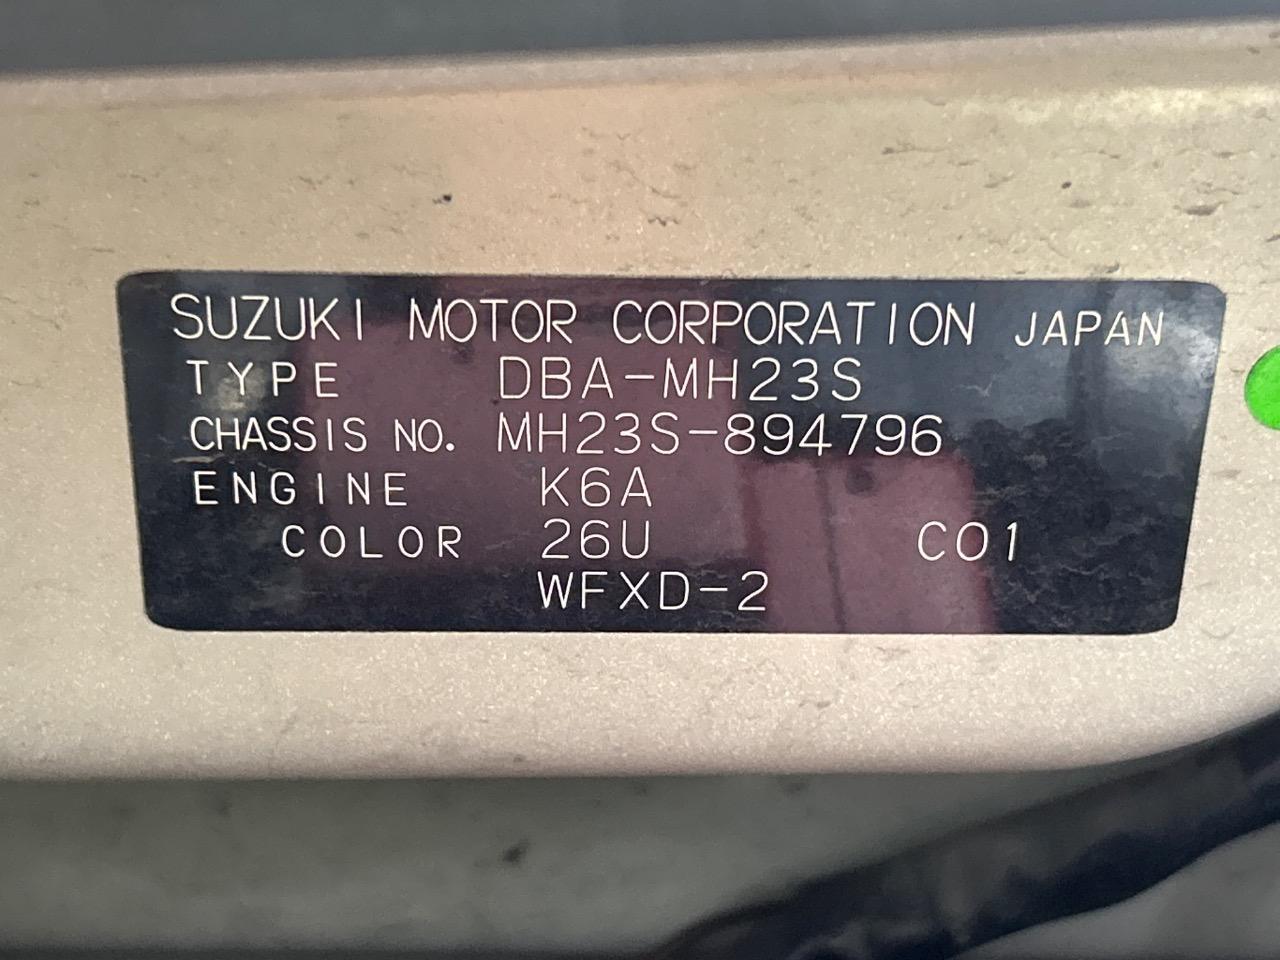 SUZUKI MOTOR CORPORATION JAPAN
TYPE DBA-MH23S
CHASSIS NO. MH23S-894796
ENGINE K6A
COLOR 26U C01
WFXD-2